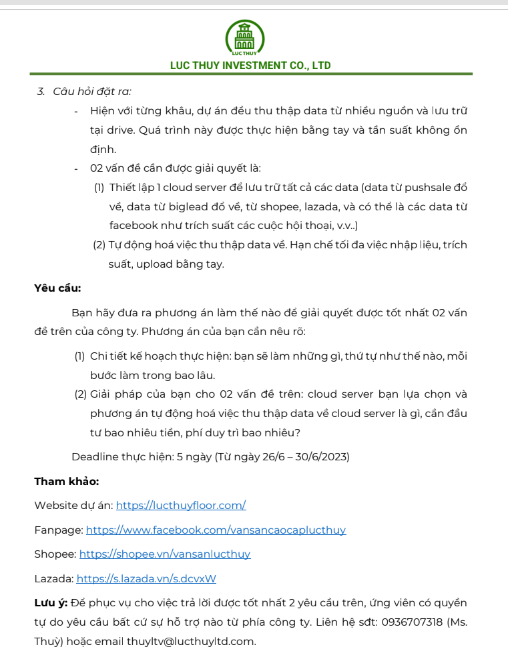 LUC THUY
LUC THUY INVESTMENT CO., LTD
3. Câu hỏi đặt ra:
- Hiện với từng khâu, dự án đều thu thập data từ nhiều nguồn và lưu trữ
tại drive. Quá trình này được thực hiện bằng tay và tần suất không ổn
định.
- 02 vấn đề cần được giải quyết là:
(1) Thiết lập 1 cloud server để lưu trữ tất cả các data (data từ pushsale đổ
về, data từ biglead đổ về, từ shopee, lazada, và có thể là các data từ
facebook như trích suất các cuộc hội thoại, v.v..)
(2) Tự động hoá việc thu thập data về. Hạn chế tối đa việc nhập liệu, trích
suất, upload bằng tay.
Yêu cầu:
Bạn hãy đưa ra phương án làm thế nào để giải quyết được tốt nhất 02 vấn
đề trên của công ty. Phương án của bạn cần nêu rõ:
(1) Chi tiết kế hoạch thực hiện: bạn sẽ làm những gì, thứ tự như thế nào, mỗi
bước làm trong bao lâu.
(2) Giải pháp của bạn cho 02 vấn đề trên: cloud server bạn lựa chọn và
phương án tự động hoá việc thu thập data về cloud server là gì, cần đầu
tư bao nhiêu tiền, phí duy trì bao nhiêu?
Deadline thực hiện: 5 ngày (Từ ngày 26/6 – 30/6/2023)
Tham khảo:
Website dự án: https://lucthuyfloor.com/
Fanpage: https://www.facebook.com/vansancaocaplucthuy
Shopee: https://shopee.vn/vansanlucthuy
Lazada: https://s.lazada.vn/s.dcvxW
Lưu ý: Để phục vụ cho việc trả lời được tốt nhất 2 yêu cầu trên, ứng viên có quyền
tự do yêu cầu bất cứ sự hỗ trợ nào từ phía công ty. Liên hệ sđt: 0936707318 (Ms.
Thuỳ) hoặc email thuyltv@lucthuyltd.com.